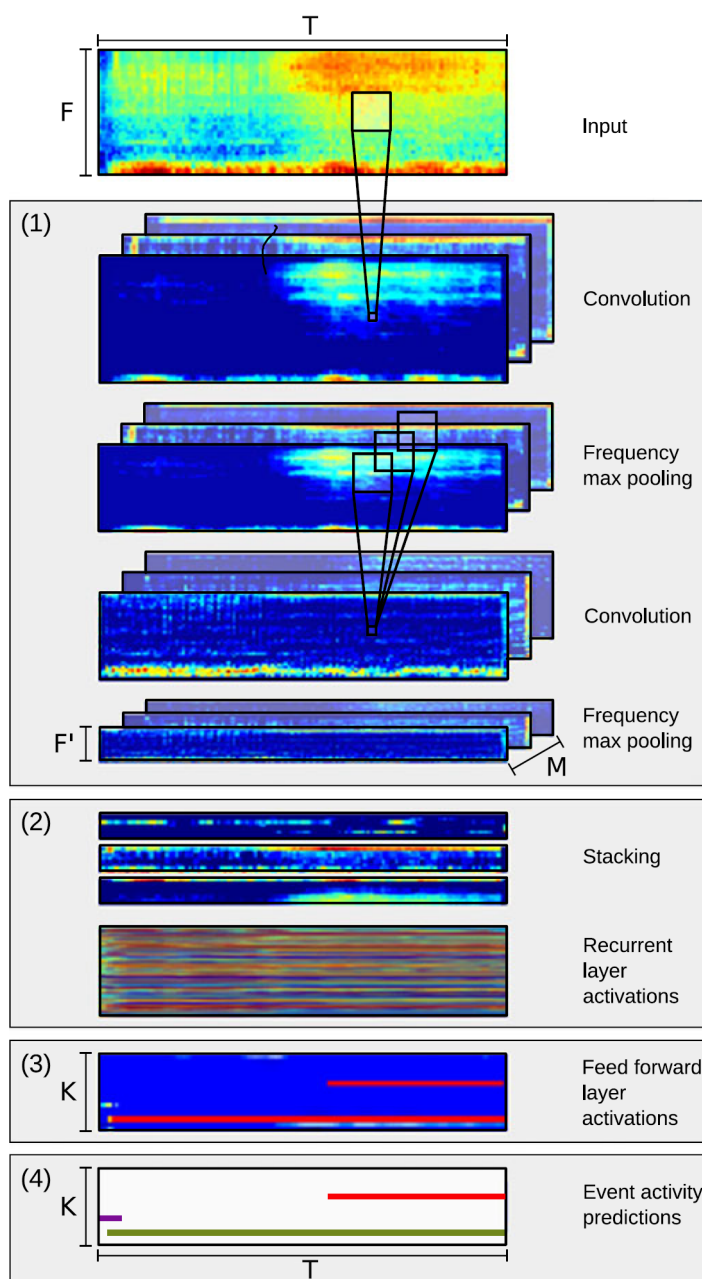 T
F
Input
(1)
Convolution
Frequency
max pooling
Convolution
Frequency
max pooling
F'
M
(2)
Stacking
Recurrent
layer
activations
(3)
K
Feed forward
layer
activations
(4)
K
Event activity
predictions
T